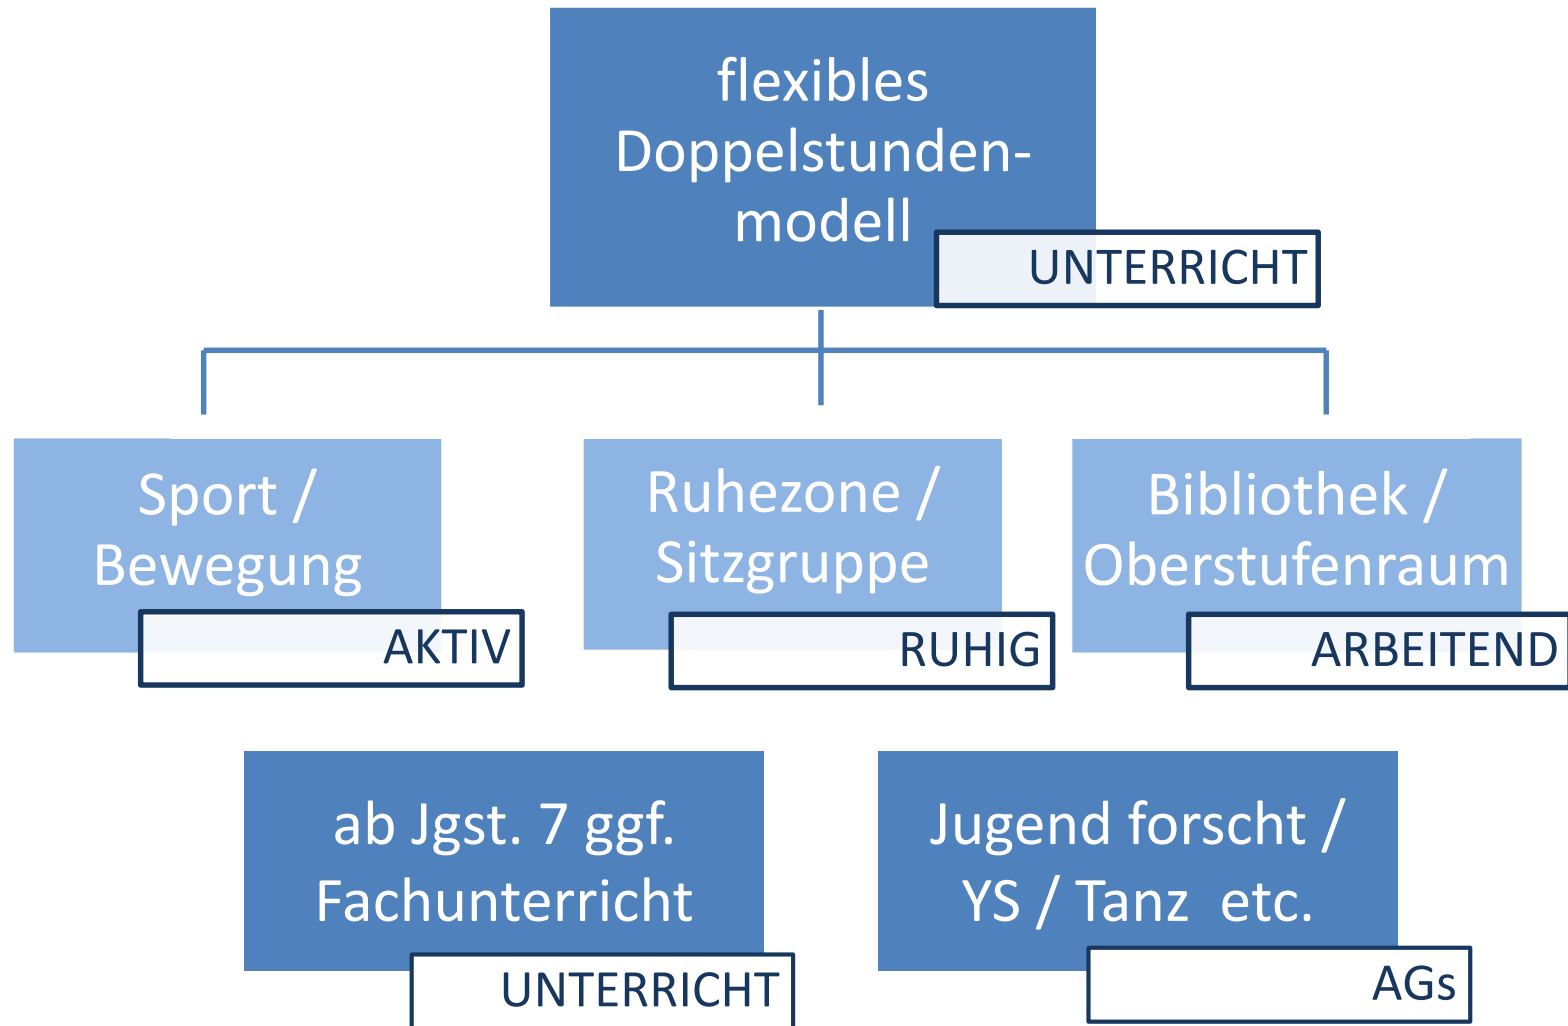 flexibles
Doppelstunden-
modell
UNTERRICHT
Sport /
Bewegung
AKTIV
Ruhezone /
Sitzgruppe
RUHIG
Bibliothek /
Oberstufenraum
ARBEITEND
ab Jgst. 7 ggf.
Fachunterricht
UNTERRICHT
Jugend forscht /
YS / Tanz etc.
AGs